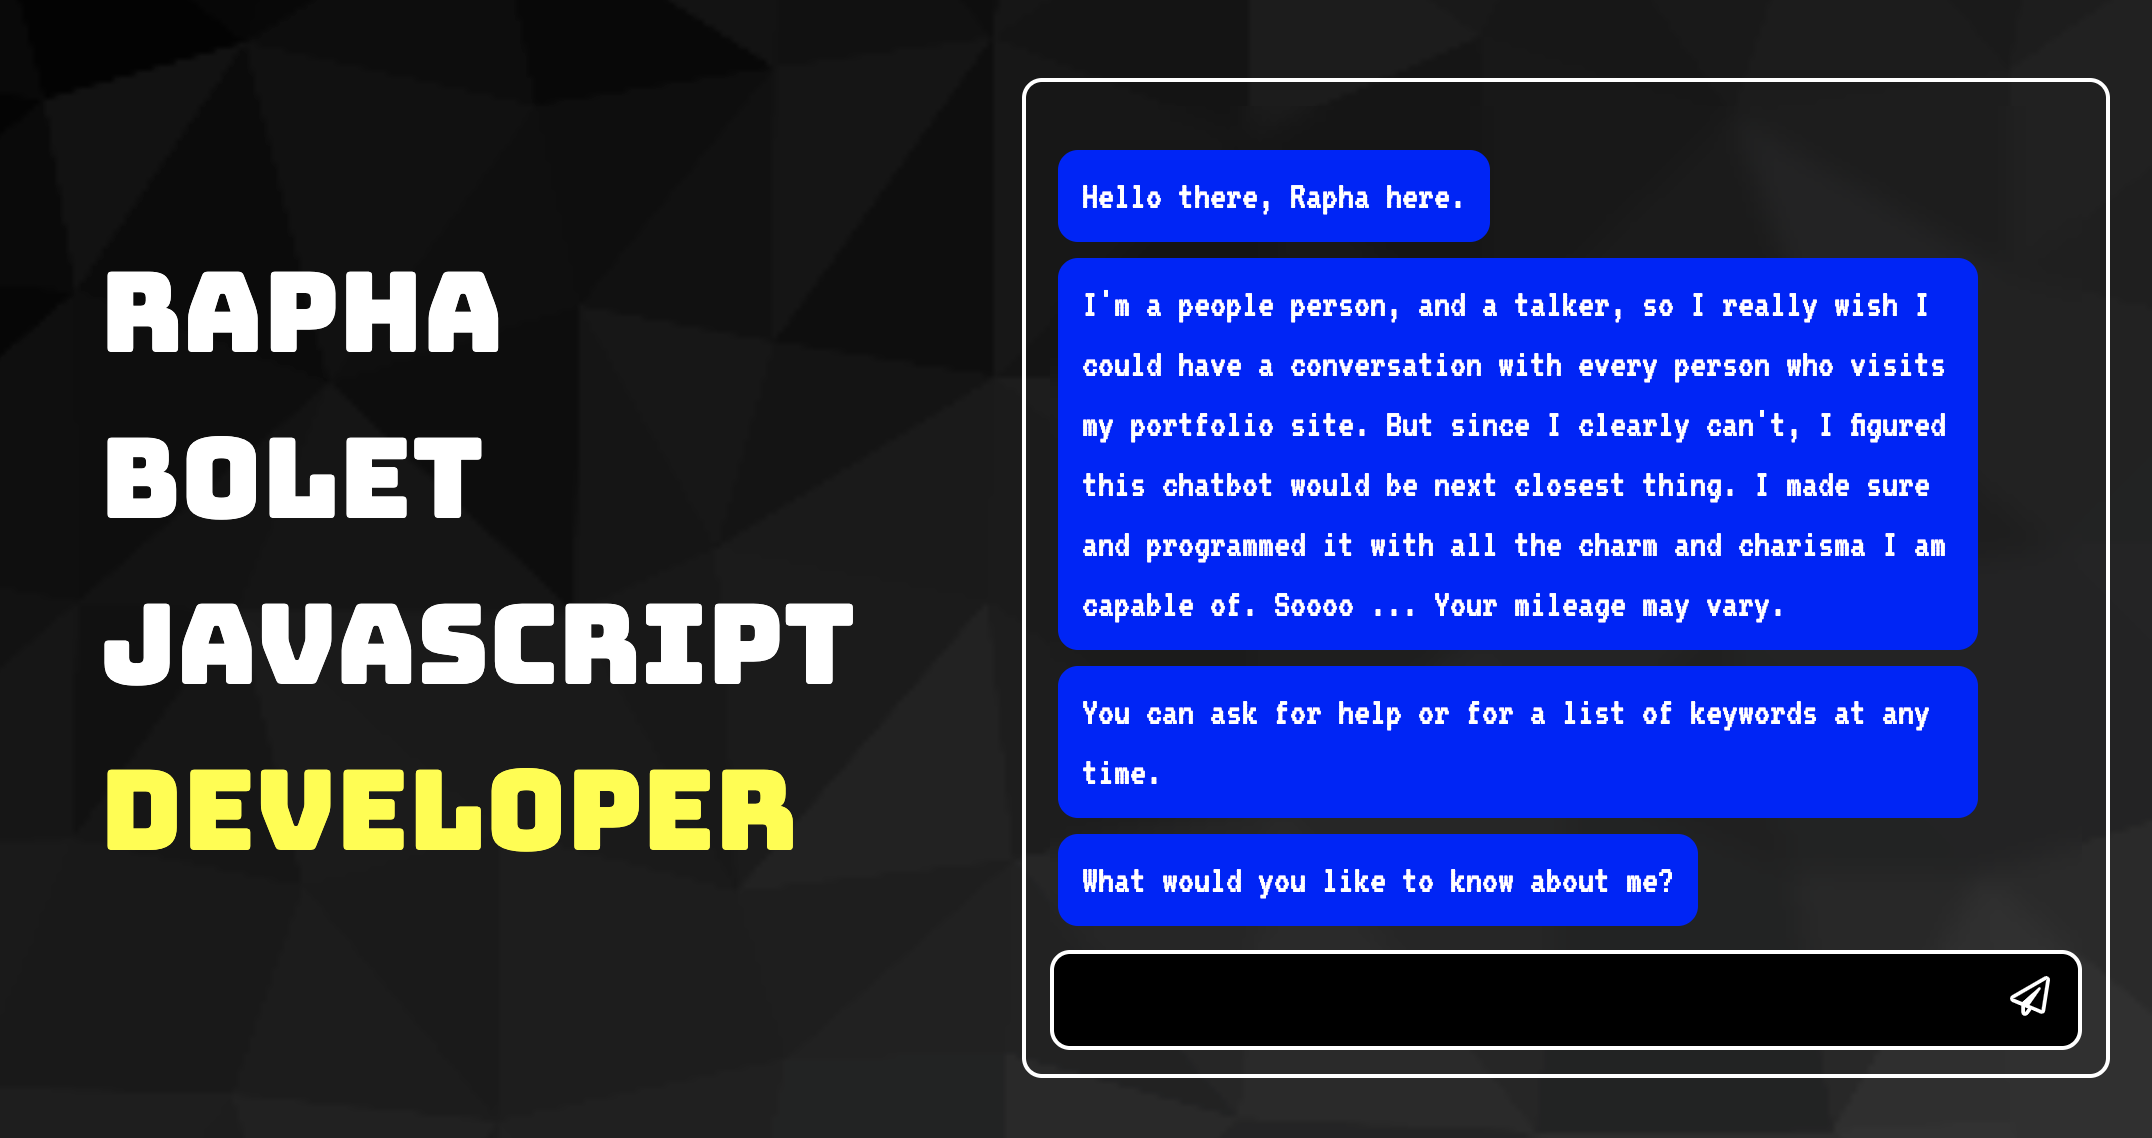 RAPHA
BOLET
JAVASCRIPT
DEVELOPER
Hello there, Rapha here.
I'm a people person, and a talker, so I really wish I
could have a conversation with every person who visits
my portfolio site. But since I clearly can't, I figured
this chatbot would be next closest thing. I made sure
and programmed it with all the charm and charisma I am
capable of. Soooo ... Your mileage may vary.
You can ask for help or for a list of keywords at any
time.
What would you like to know about me?